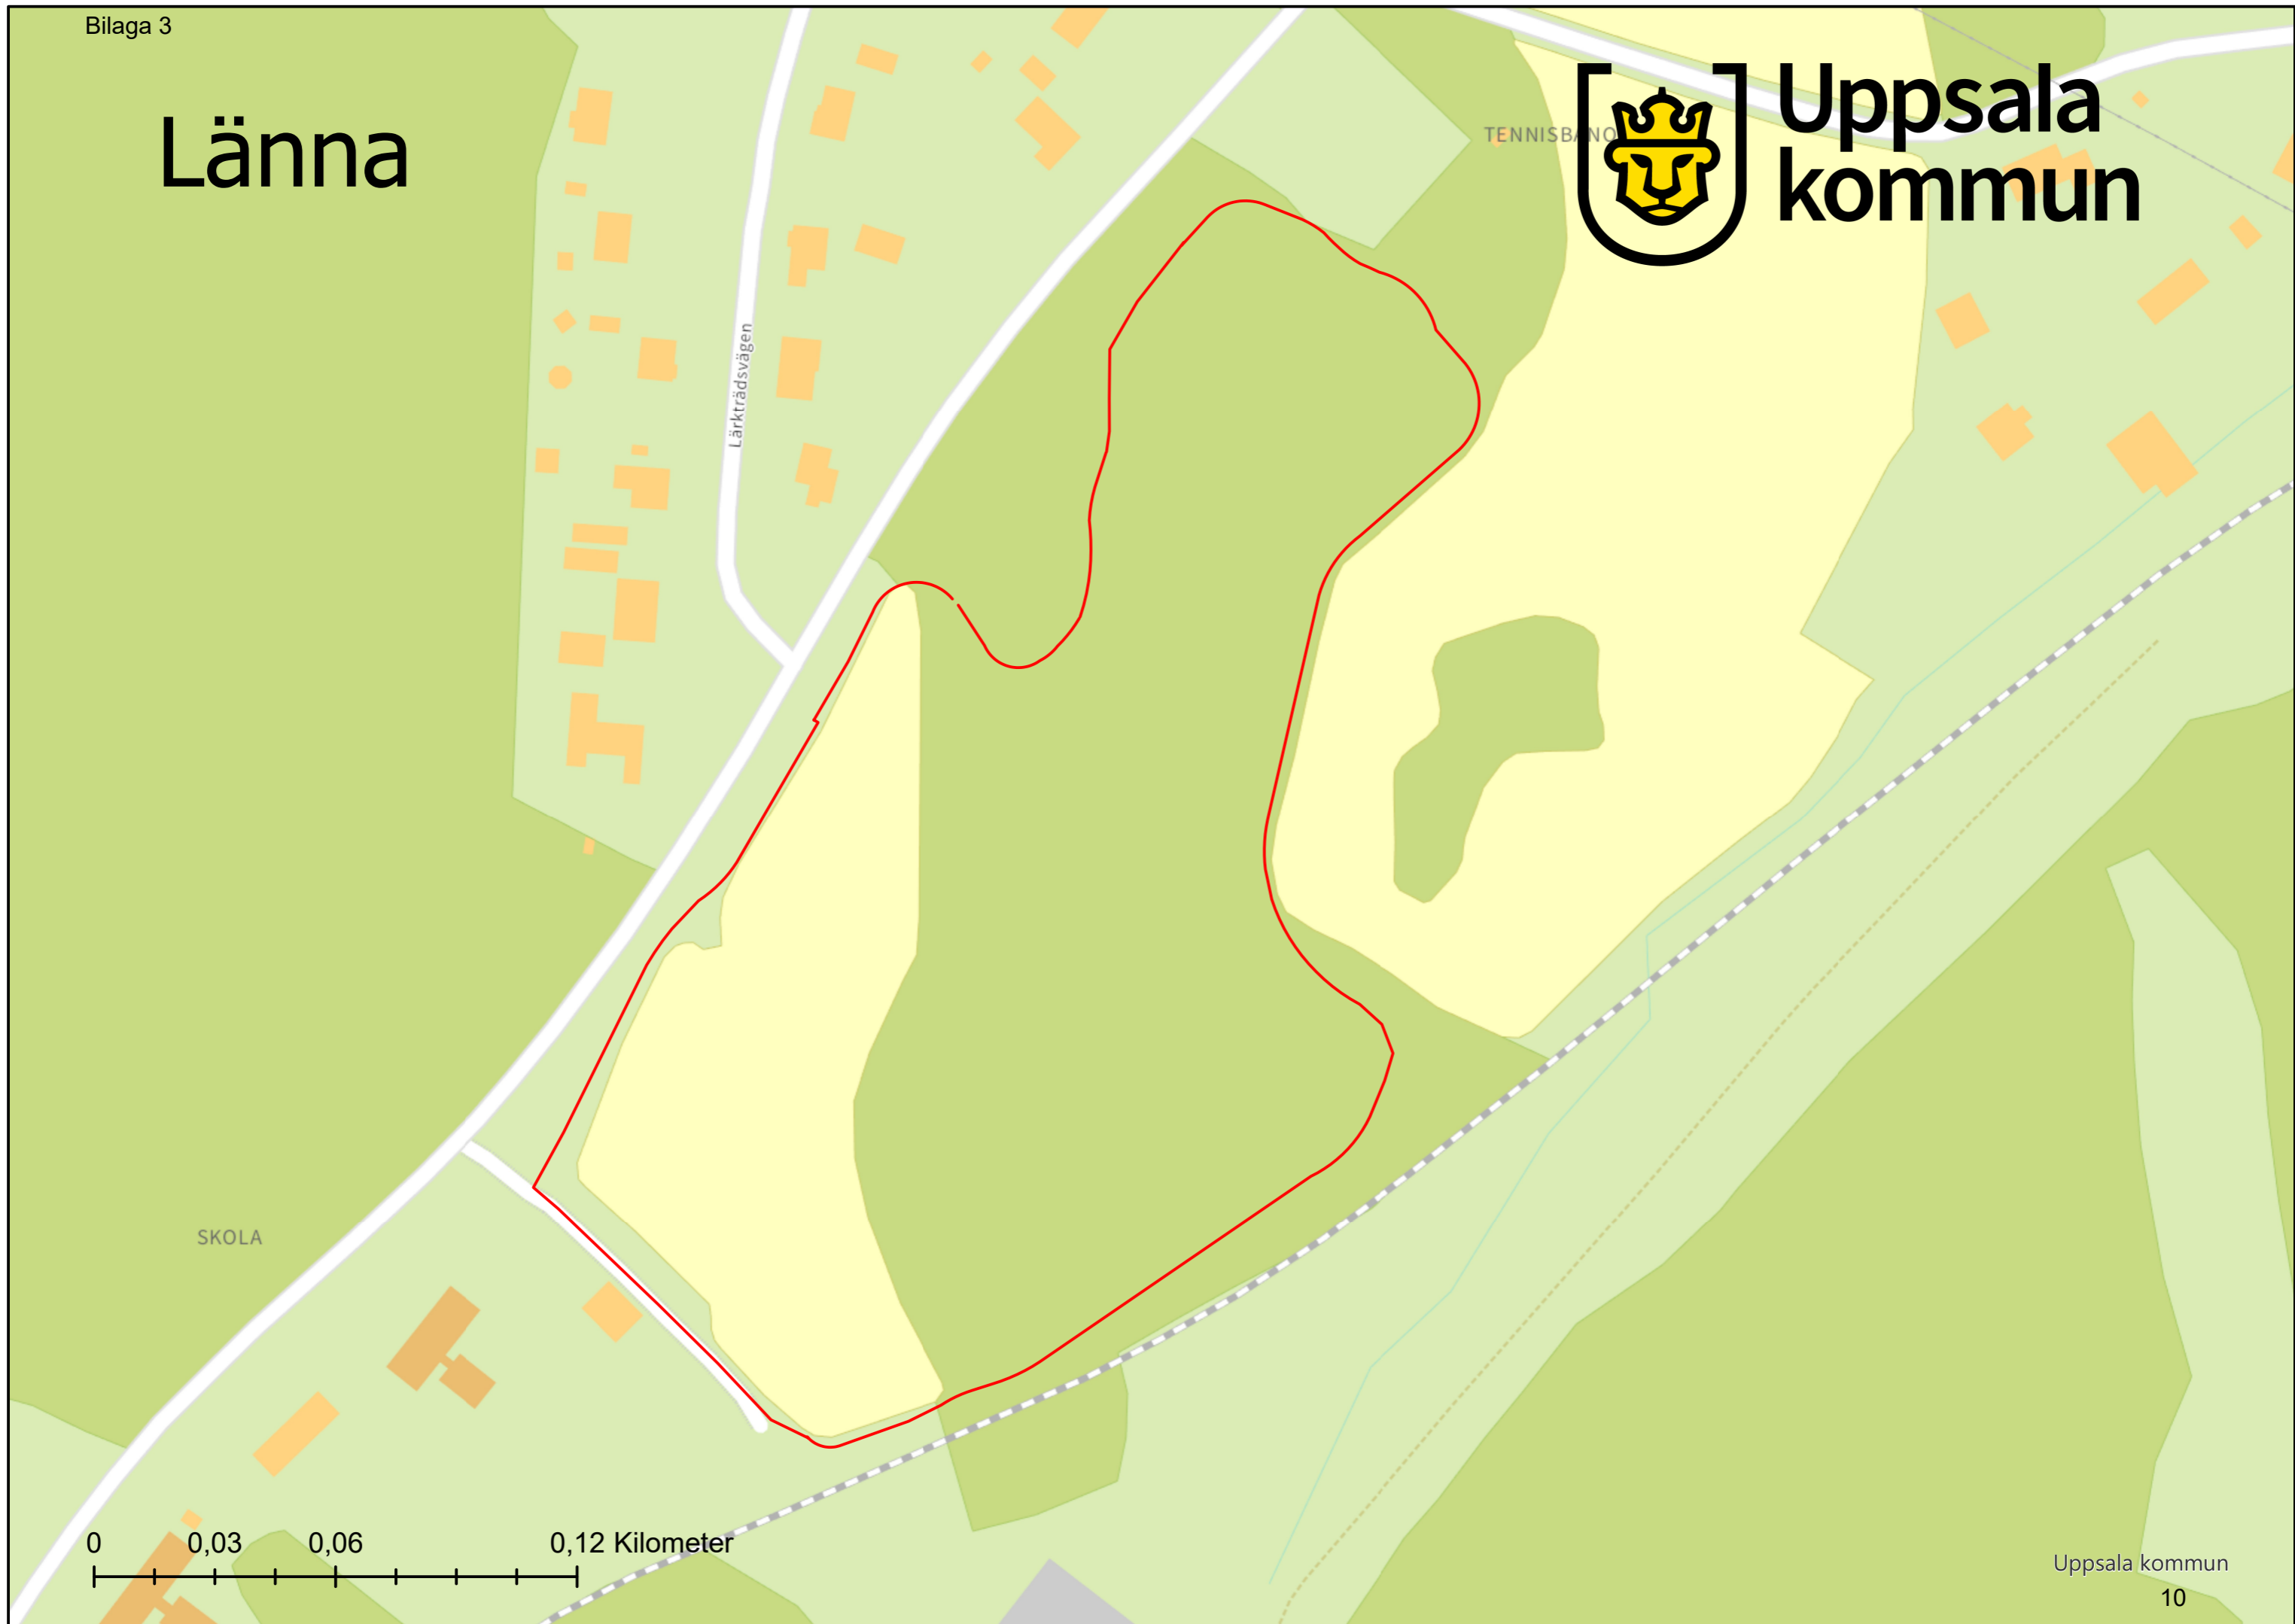 Bilaga 3
Länna
Uppsala
kommun
TENNISBANO
Lärkträdsvägen
SKOLA
0 0,03 0,06 0,12 Kilometer
Uppsala kommun
10